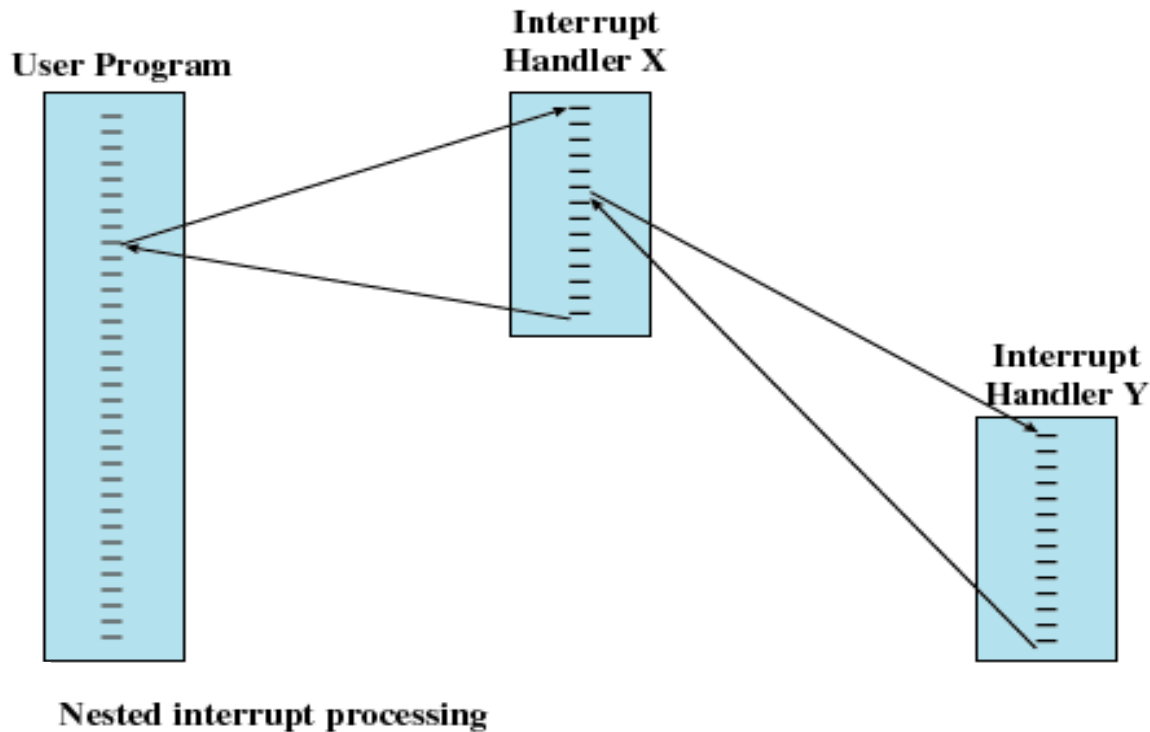 User Program
Interrupt
Handler X
Interrupt
Handler Y
Nested interrupt processing